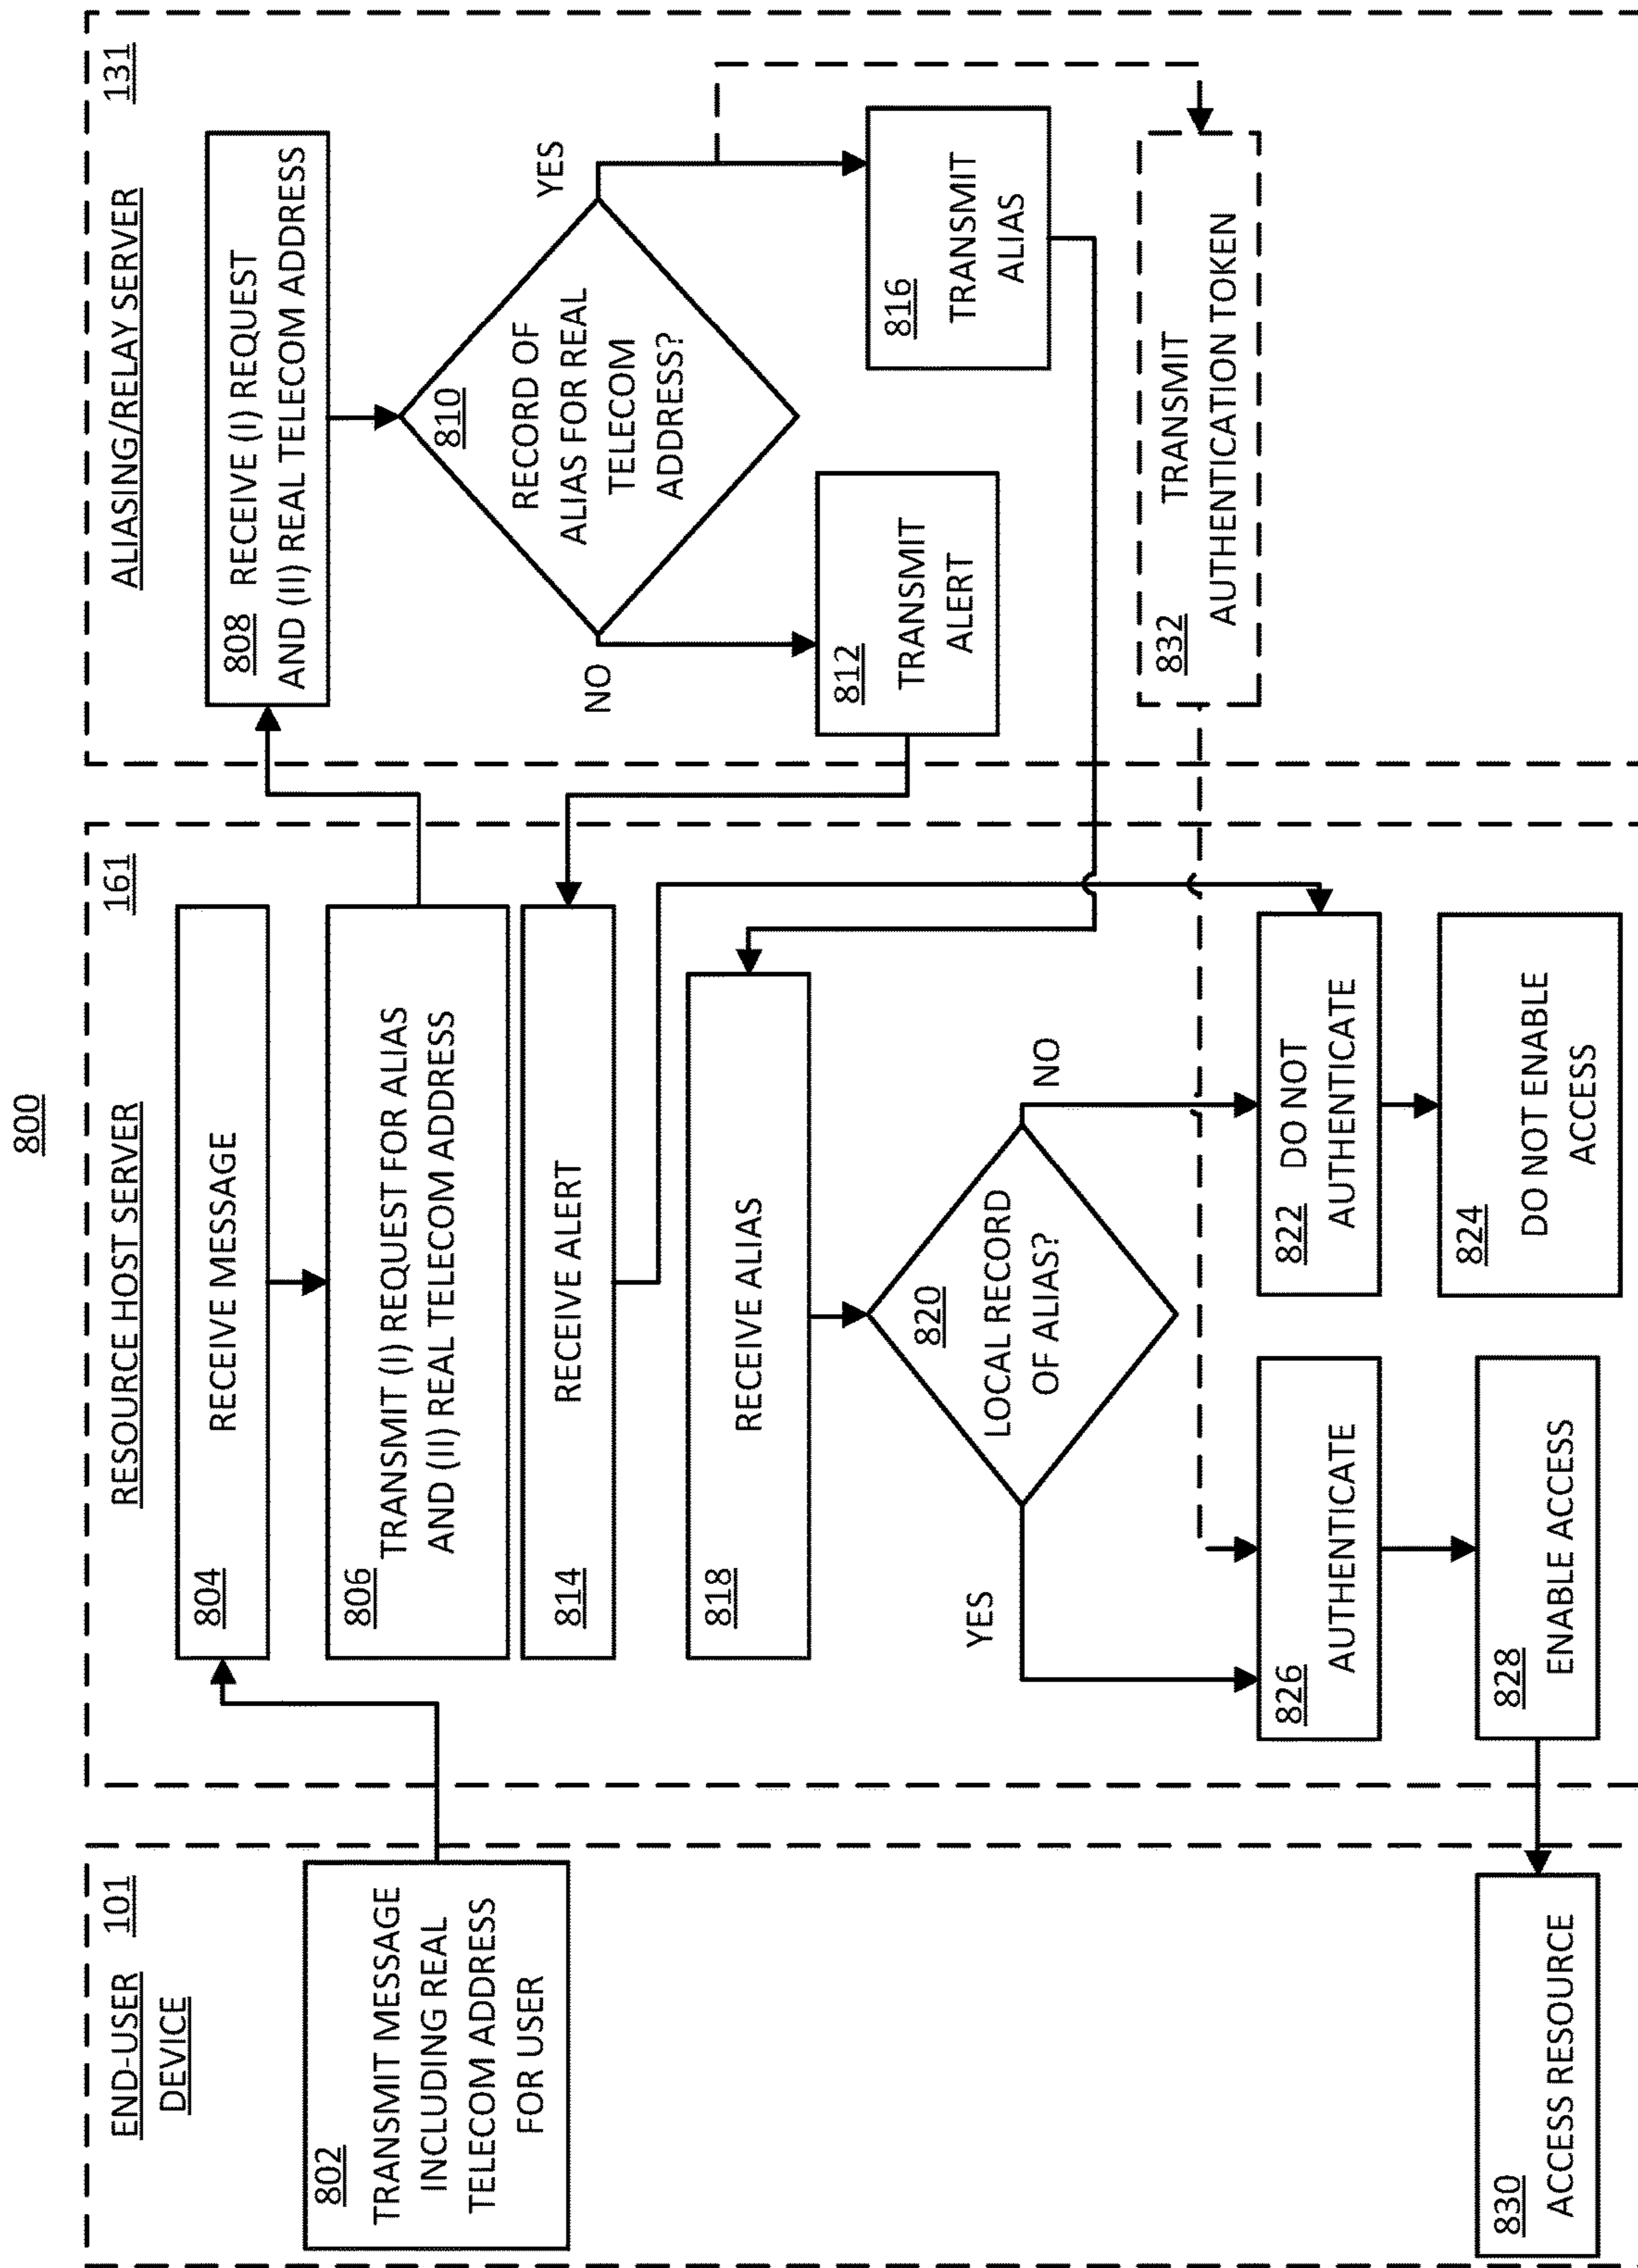 800
END-USER 101
DEVICE
802
TRANSMIT MESSAGE
INCLUDING REAL
TELECOM ADDRESS
FOR USER
830
ACCESS RESOURCE
RESOURCE HOST SERVER 161
804 RECEIVE MESSAGE
806
TRANSMIT (I) REQUEST FOR ALIAS
AND (II) REAL TELECOM ADDRESS
814 RECEIVE ALERT
818 RECEIVE ALIAS
820
LOCAL RECORD
OF ALIAS?
YES
NO
826
AUTHENTICATE
828
ENABLE ACCESS
822 DO NOT
AUTHENTICATE
824
DO NOT ENABLE
ACCESS
ALIASING/RELAY SERVER 131
808 RECEIVE (I) REQUEST
AND (II) REAL TELECOM ADDRESS
810
RECORD OF
ALIAS FOR REAL
TELECOM
ADDRESS?
NO
YES
812
TRANSMIT
ALERT
816
TRANSMIT
ALIAS
832 TRANSMIT
AUTHENTICATION TOKEN